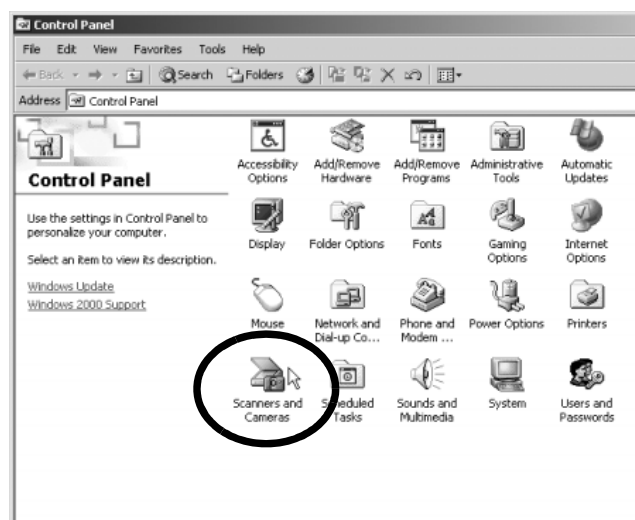 Control Panel
File Edit View Favorites Tools Help
Back Search Folders
Address Control Panel
Control Panel
Use the settings in Control Panel to
personalize your computer.
Select an item to view its description.
Windows Update
Windows 2000 Support
Accessibility Options
Add/Remove Hardware
Add/Remove Programs
Administrative Tools
Automatic Updates
Display
Folder Options
Fonts
Gaming Options
Internet Options
Mouse
Network and Dial-up Co...
Phone and Modem ...
Power Options
Printers
Scanners and Cameras
Scheduled Tasks
Sounds and Multimedia
System
Users and Passwords